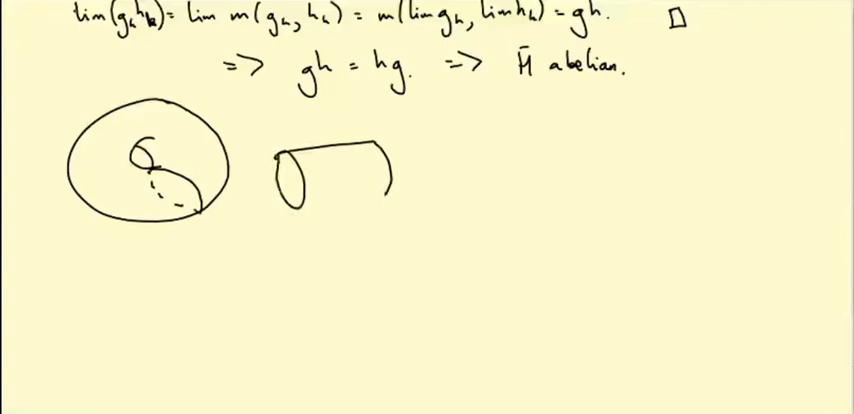 lim(gₖhₖ) = lim m(gₖ, hₖ) = m(lim gₖ, lim hₖ) = gh. □
=> gh = hg. => H̄ abelian.